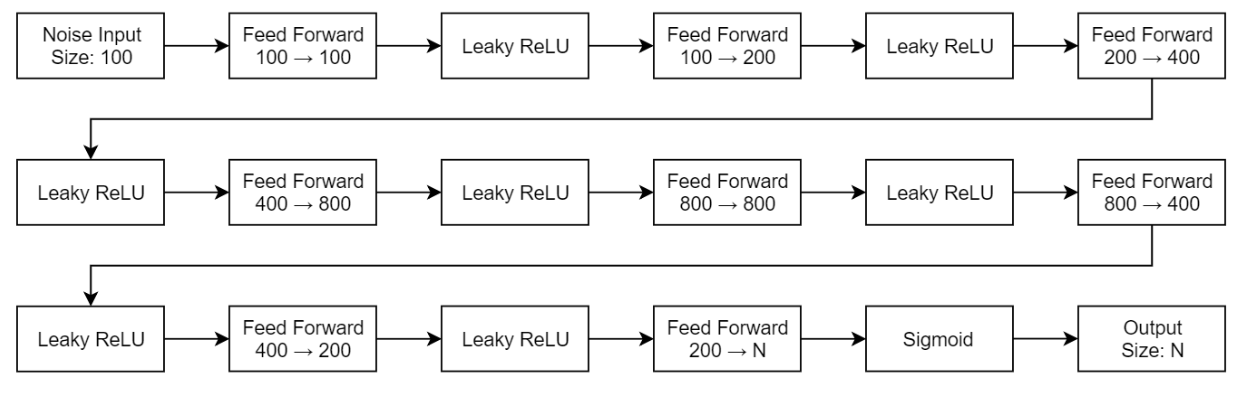 Noise Input
Size: 100
Feed Forward
100 → 100
Leaky ReLU
Feed Forward
100 → 200
Leaky ReLU
Feed Forward
200 → 400
Leaky ReLU
Feed Forward
400 → 800
Leaky ReLU
Feed Forward
800 → 800
Leaky ReLU
Feed Forward
800 → 400
Leaky ReLU
Feed Forward
400 → 200
Leaky ReLU
Feed Forward
200 → N
Sigmoid
Output
Size: N